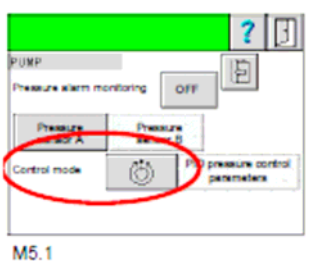 ?
PUMP
Pressure alarm monitoring OFF
Pressure sensor A Pressure sensor B
Control mode PID pressure control parameters
M5.1